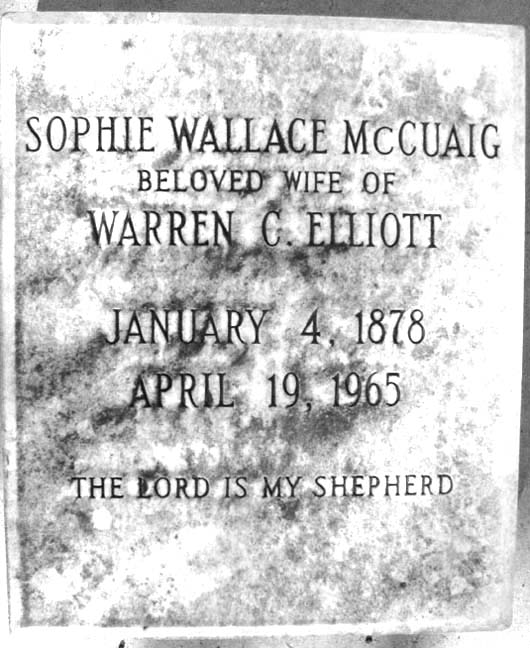 SOPHIE WALLACE McCUAIG
BELOVED WIFE OF
WARREN C. ELLIOTT
JANUARY 4, 1878
APRIL 19, 1965
THE LORD IS MY SHEPHERD